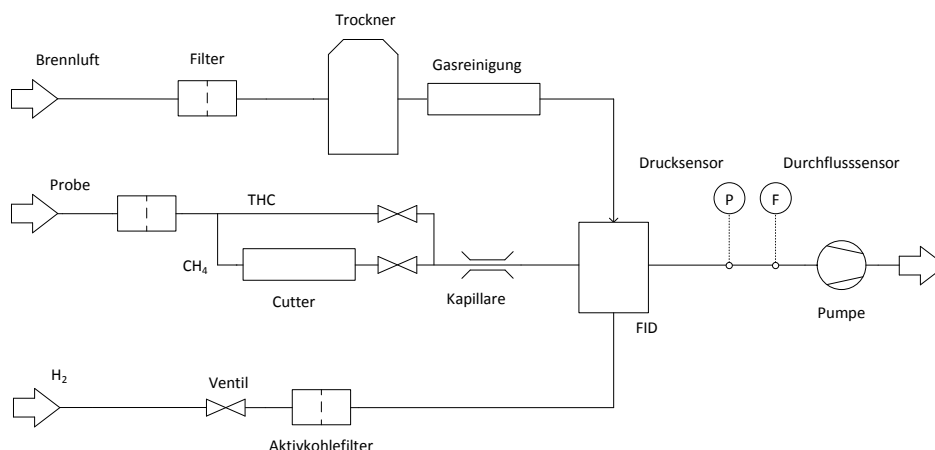 Trockner
Brennluft
Filter
Gasreinigung
Probe
THC
Drucksensor
Durchflusssensor
P
F
CH₄
Cutter
Kapillare
FID
Pumpe
H₂
Ventil
Aktivkohlefilter